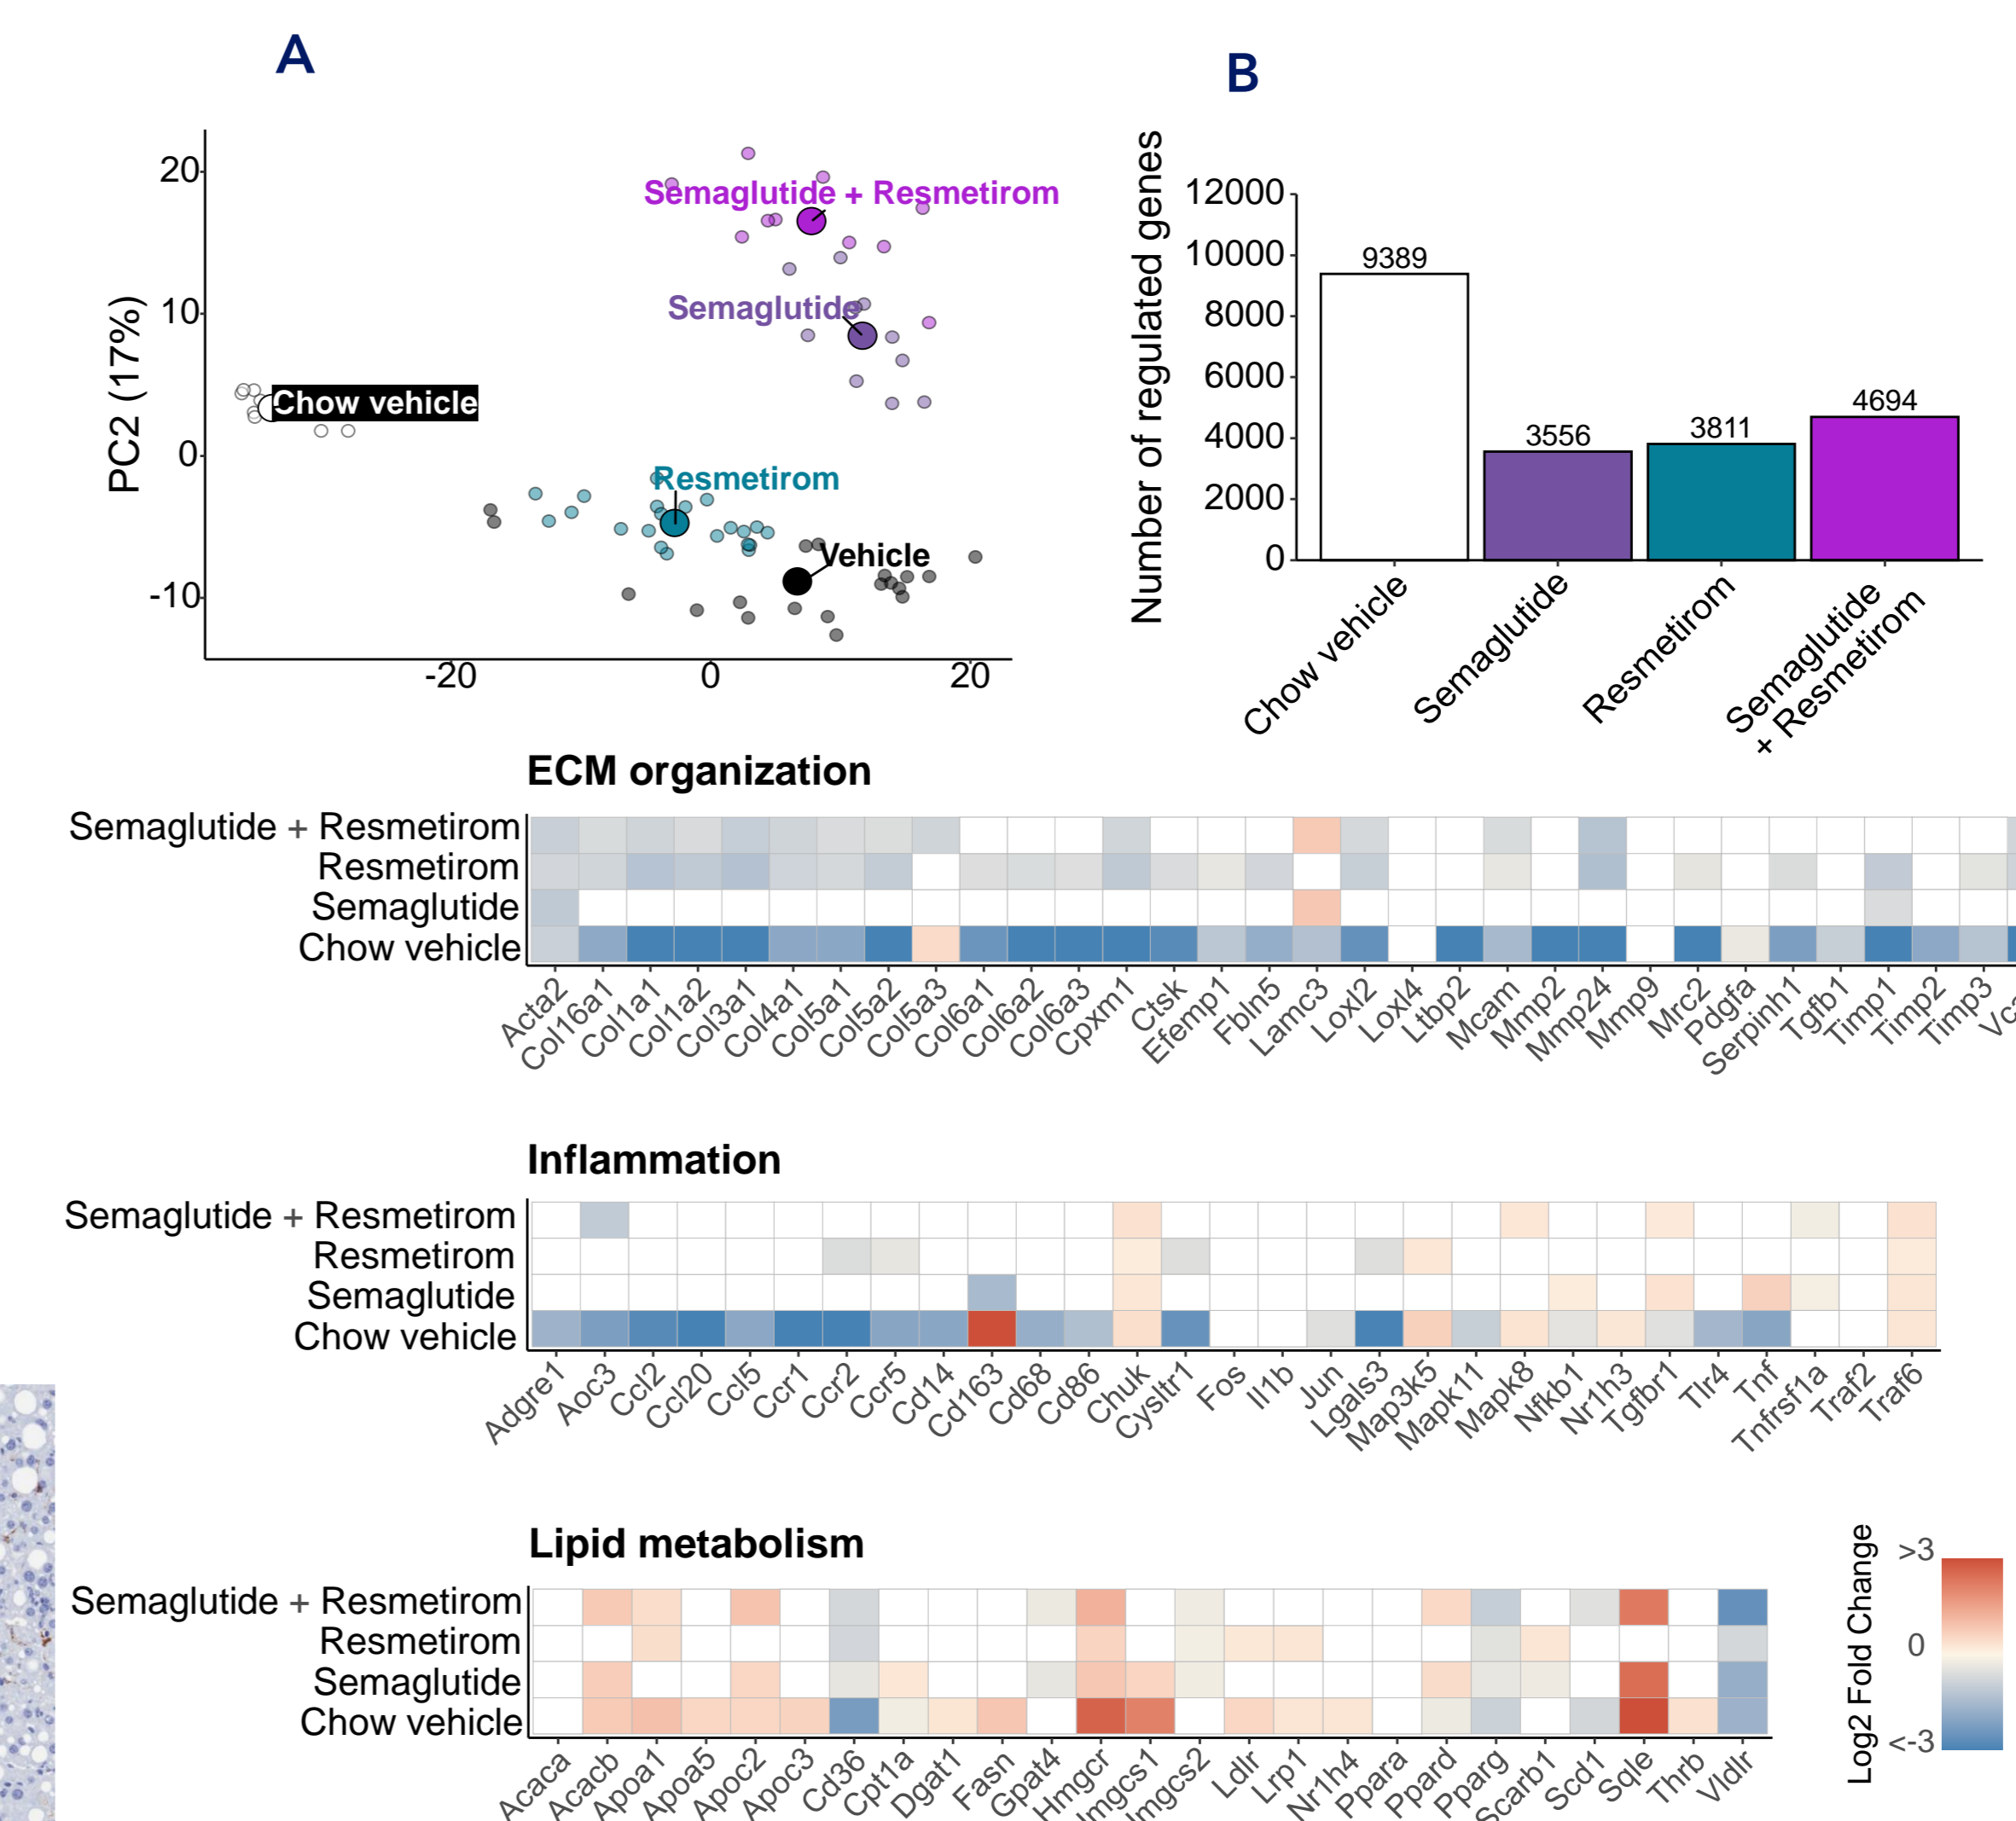 A
B
PC2 (17%)
20
10
0
-10
-20
0
20
Semaglutide + Resmetirom
Semaglutide
Chow vehicle
Resmetirom
Vehicle
Number of regulated genes
12000
10000
8000
6000
4000
2000
0
9389
3556
3811
4694
Chow vehicle
Semaglutide
Resmetirom
Semaglutide
+ Resmetirom
ECM organization
Semaglutide + Resmetirom
Resmetirom
Semaglutide
Chow vehicle
Acta2
Col16a1
Col1a1
Col1a2
Col3a1
Col4a1
Col5a1
Col5a2
Col5a3
Col6a1
Col6a2
Col6a3
Cpxm1
Ctsk
Efemp1
Fbln5
Lamc3
Loxl2
Loxl4
Ltbp2
Mcam
Mmp2
Mmp24
Mmp9
Mrc2
Pdgfa
Serpinh1
Tgfb1
Timp1
Timp2
Timp3
Inflammation
Semaglutide + Resmetirom
Resmetirom
Semaglutide
Chow vehicle
Adgre1
Aoc3
Ccl2
Ccl20
Ccl5
Ccr1
Ccr2
Ccr5
Cd14
Cd163
Cd68
Cd86
Chuk
Cysltr1
Fos
Il1b
Jun
Lgals3
Map3k5
Mapk11
Mapk8
Nfkb1
Nr1h3
Tgfbr1
Tlr4
Tnf
Tnfrsf1a
Traf2
Traf6
Lipid metabolism
Semaglutide + Resmetirom
Resmetirom
Semaglutide
Chow vehicle
Acaca
Acacb
Apoa1
Apoa5
Apoc2
Apoc3
Cd36
Cpt1a
Dgat1
Fasn
Gpat4
Hmgcr
mgcs1
mgcs2
Ldlr
Lrp1
Nr1h4
Ppara
Ppard
Pparg
Scarb1
Scd1
Sqle
Thrb
Vldlr
Log2 Fold Change
>3
0
<-3